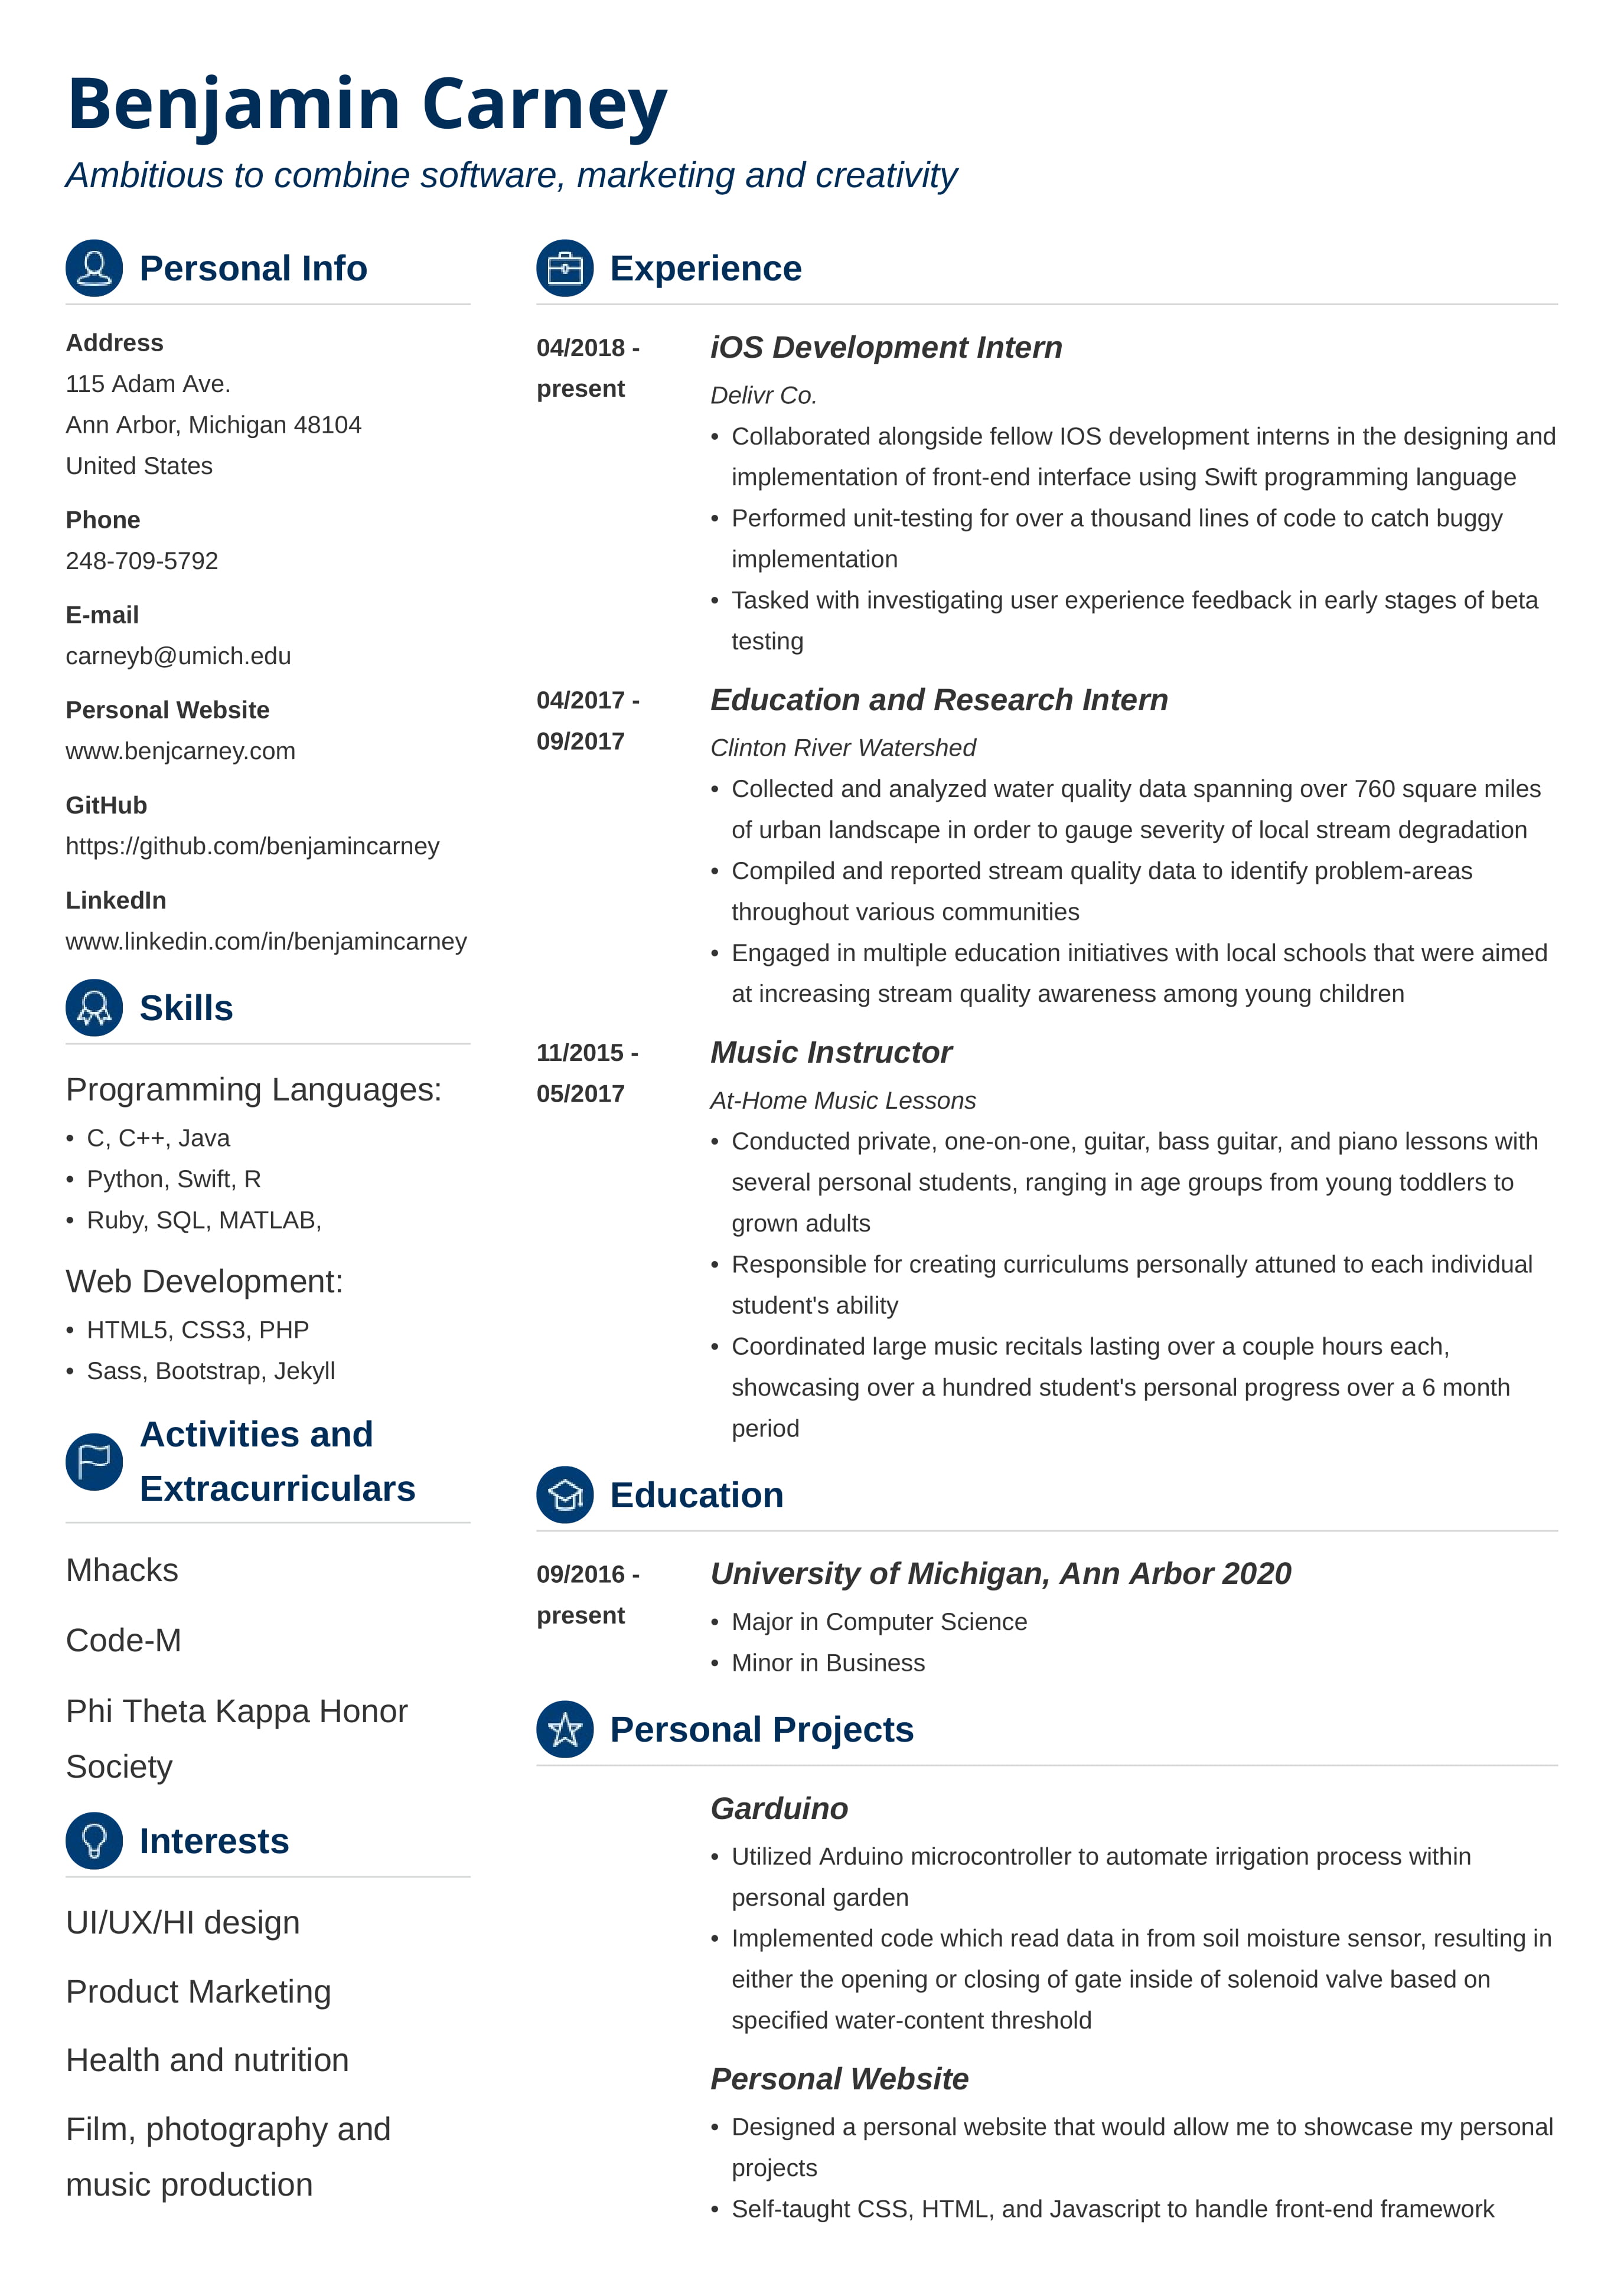 Benjamin Carney
Ambitious to combine software, marketing and creativity
Personal Info
Address
115 Adam Ave.
Ann Arbor, Michigan 48104
United States
Phone
248-709-5792
E-mail
carneyb@umich.edu
Personal Website
www.benjcarney.com
GitHub
https://github.com/benjamincarney
LinkedIn
www.linkedin.com/in/benjamincarney
Skills
Programming Languages:
• C, C++, Java
• Python, Swift, R
• Ruby, SQL, MATLAB,
Web Development:
• HTML5, CSS3, PHP
• Sass, Bootstrap, Jekyll
Activities and
Extracurriculars
Mhacks
Code-M
Phi Theta Kappa Honor
Society
Interests
UI/UX/HI design
Product Marketing
Health and nutrition
Film, photography and
music production
Experience
04/2018 -
present
iOS Development Intern
Delivr Co.
• Collaborated alongside fellow IOS development interns in the designing and
implementation of front-end interface using Swift programming language
• Performed unit-testing for over a thousand lines of code to catch buggy
implementation
• Tasked with investigating user experience feedback in early stages of beta
testing
04/2017 -
09/2017
Education and Research Intern
Clinton River Watershed
• Collected and analyzed water quality data spanning over 760 square miles
of urban landscape in order to gauge severity of local stream degradation
• Compiled and reported stream quality data to identify problem-areas
throughout various communities
• Engaged in multiple education initiatives with local schools that were aimed
at increasing stream quality awareness among young children
11/2015 -
05/2017
Music Instructor
At-Home Music Lessons
• Conducted private, one-on-one, guitar, bass guitar, and piano lessons with
several personal students, ranging in age groups from young toddlers to
grown adults
• Responsible for creating curriculums personally attuned to each individual
student's ability
• Coordinated large music recitals lasting over a couple hours each,
showcasing over a hundred student's personal progress over a 6 month
period
Education
09/2016 -
present
University of Michigan, Ann Arbor 2020
• Major in Computer Science
• Minor in Business
Personal Projects
Garduino
• Utilized Arduino microcontroller to automate irrigation process within
personal garden
• Implemented code which read data in from soil moisture sensor, resulting in
either the opening or closing of gate inside of solenoid valve based on
specified water-content threshold
Personal Website
• Designed a personal website that would allow me to showcase my personal
projects
• Self-taught CSS, HTML, and Javascript to handle front-end framework